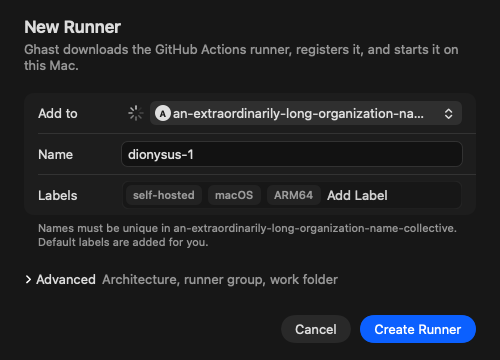 New Runner
Ghast downloads the GitHub Actions runner, registers it, and starts it on
this Mac.
Add to A an-extraordinarily-long-organization-na...
Name dionysus-1
Labels self-hosted macOS ARM64 Add Label
Names must be unique in an-extraordinarily-long-organization-name-collective.
Default labels are added for you.
Advanced Architecture, runner group, work folder
Cancel Create Runner